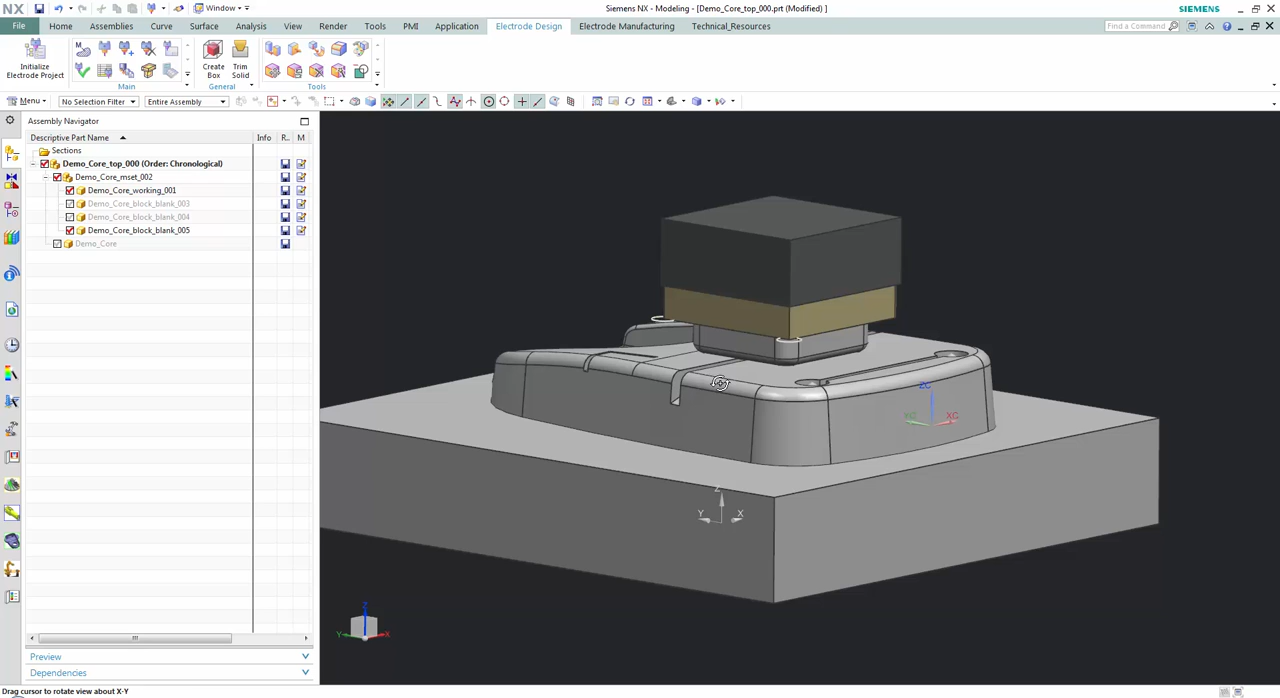 NX
Window
Siemens NX - Modeling - [Demo_Core_top_000.prt (Modified) ]
SIEMENS
File
Home
Assemblies
Curve
Surface
Analysis
View
Render
Tools
PMI
Application
Electrode Design
Electrode Manufacturing
Technical_Resources
Find a Command
Initialize
Electrode Project
Main
Create
Box
Trim
Solid
General
Tools
Menu
No Selection Filter
Entire Assembly
Assembly Navigator
Descriptive Part Name
Info
R..
M
Sections
Demo_Core_top_000 (Order: Chronological)
Demo_Core_mset_002
Demo_Core_working_001
Demo_Core_block_blank_003
Demo_Core_block_blank_004
Demo_Core_block_blank_005
Demo_Core
ZC
YC
XC
Z
Y
X
Z
Y
X
Preview
Dependencies
Drag cursor to rotate view about X-Y